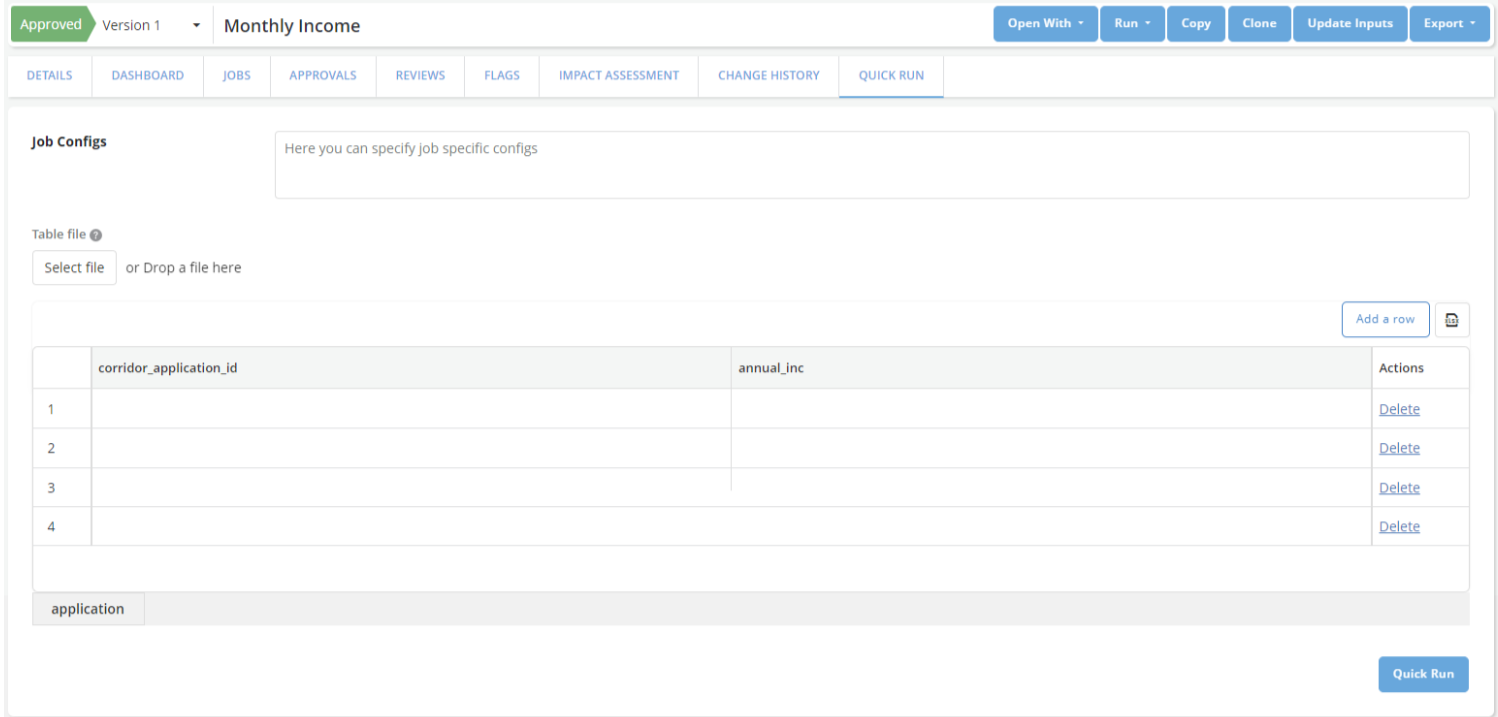 Approved Version 1 Monthly Income Open With Run Copy Clone Update Inputs Export
DETAILS DASHBOARD JOBS APPROVALS REVIEWS FLAGS IMPACT ASSESSMENT CHANGE HISTORY QUICK RUN
Job Configs Here you can specify job specific configs
Table file ?
Select file or Drop a file here
Add a row
corridor_application_id annual_inc Actions
1 Delete
2 Delete
3 Delete
4 Delete
application
Quick Run